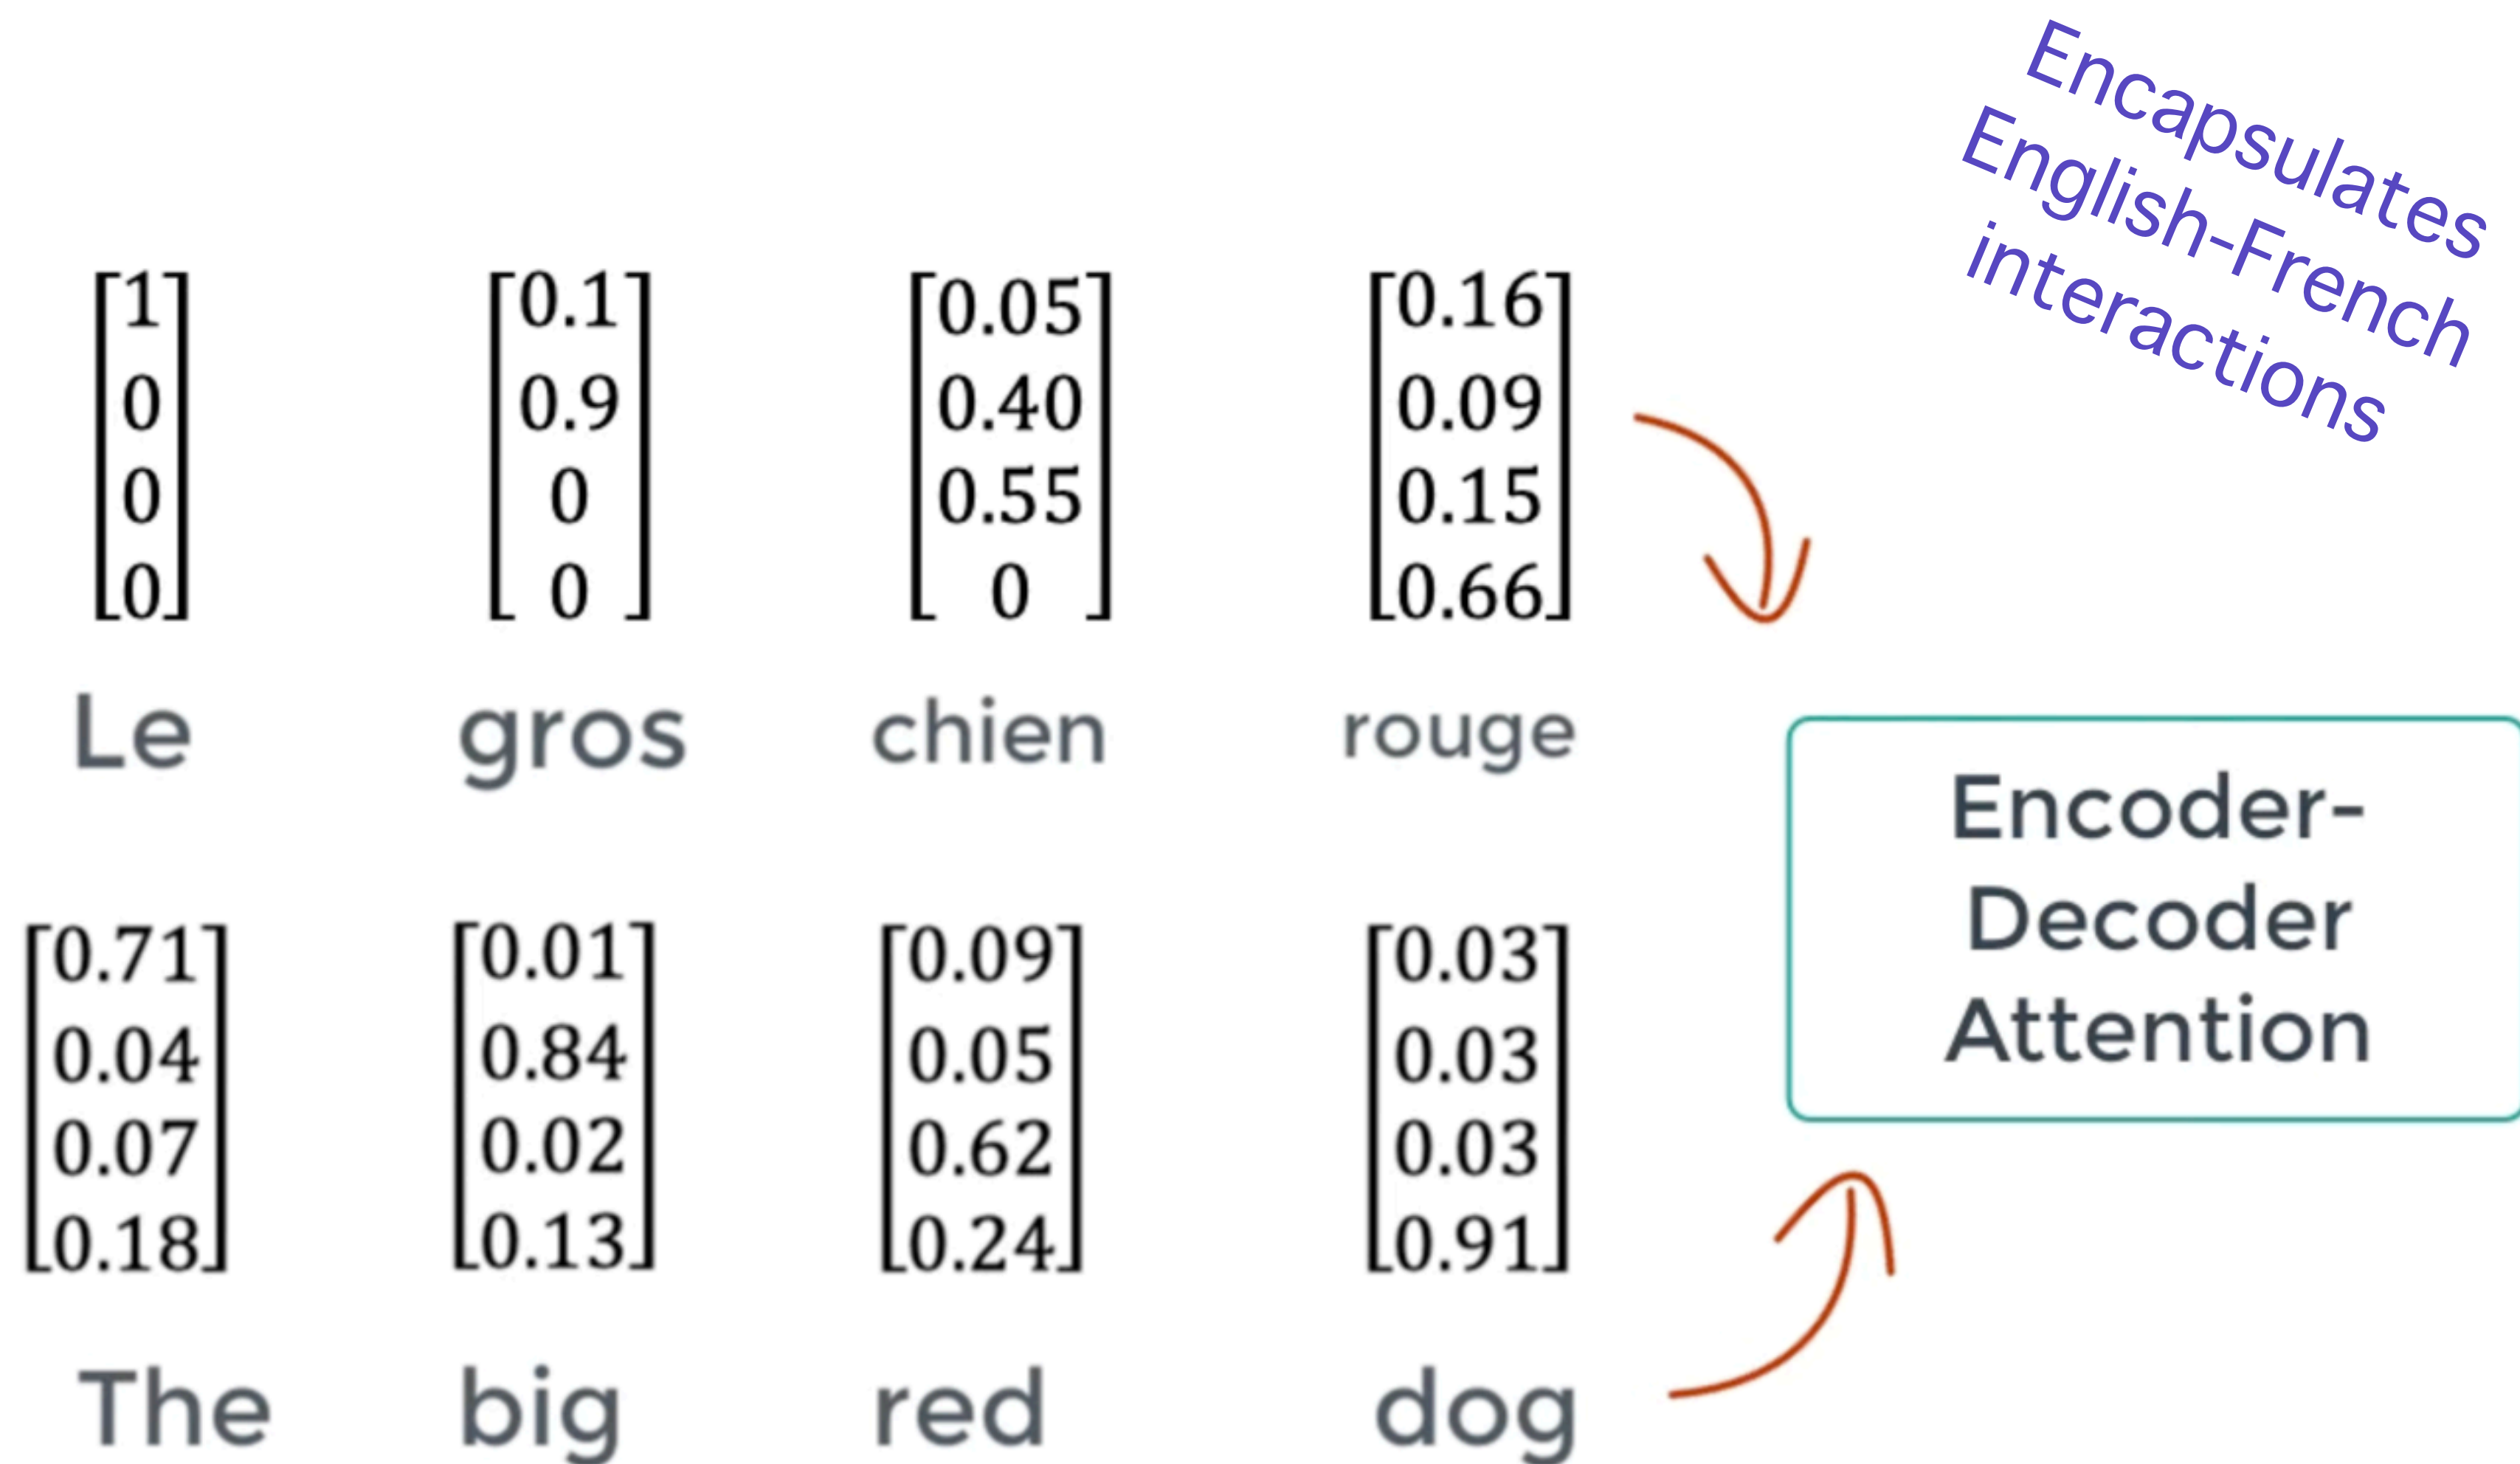 Encapsulates
English-French
interactions
1 0.1 0.05 0.16
0 0.9 0.40 0.09
0 0 0.55 0.15
0 0 0 0.66
Le gros chien rouge
Encoder-
Decoder
Attention
0.71 0.01 0.09 0.03
0.04 0.84 0.05 0.03
0.07 0.02 0.62 0.03
0.18 0.13 0.24 0.91
The big red dog